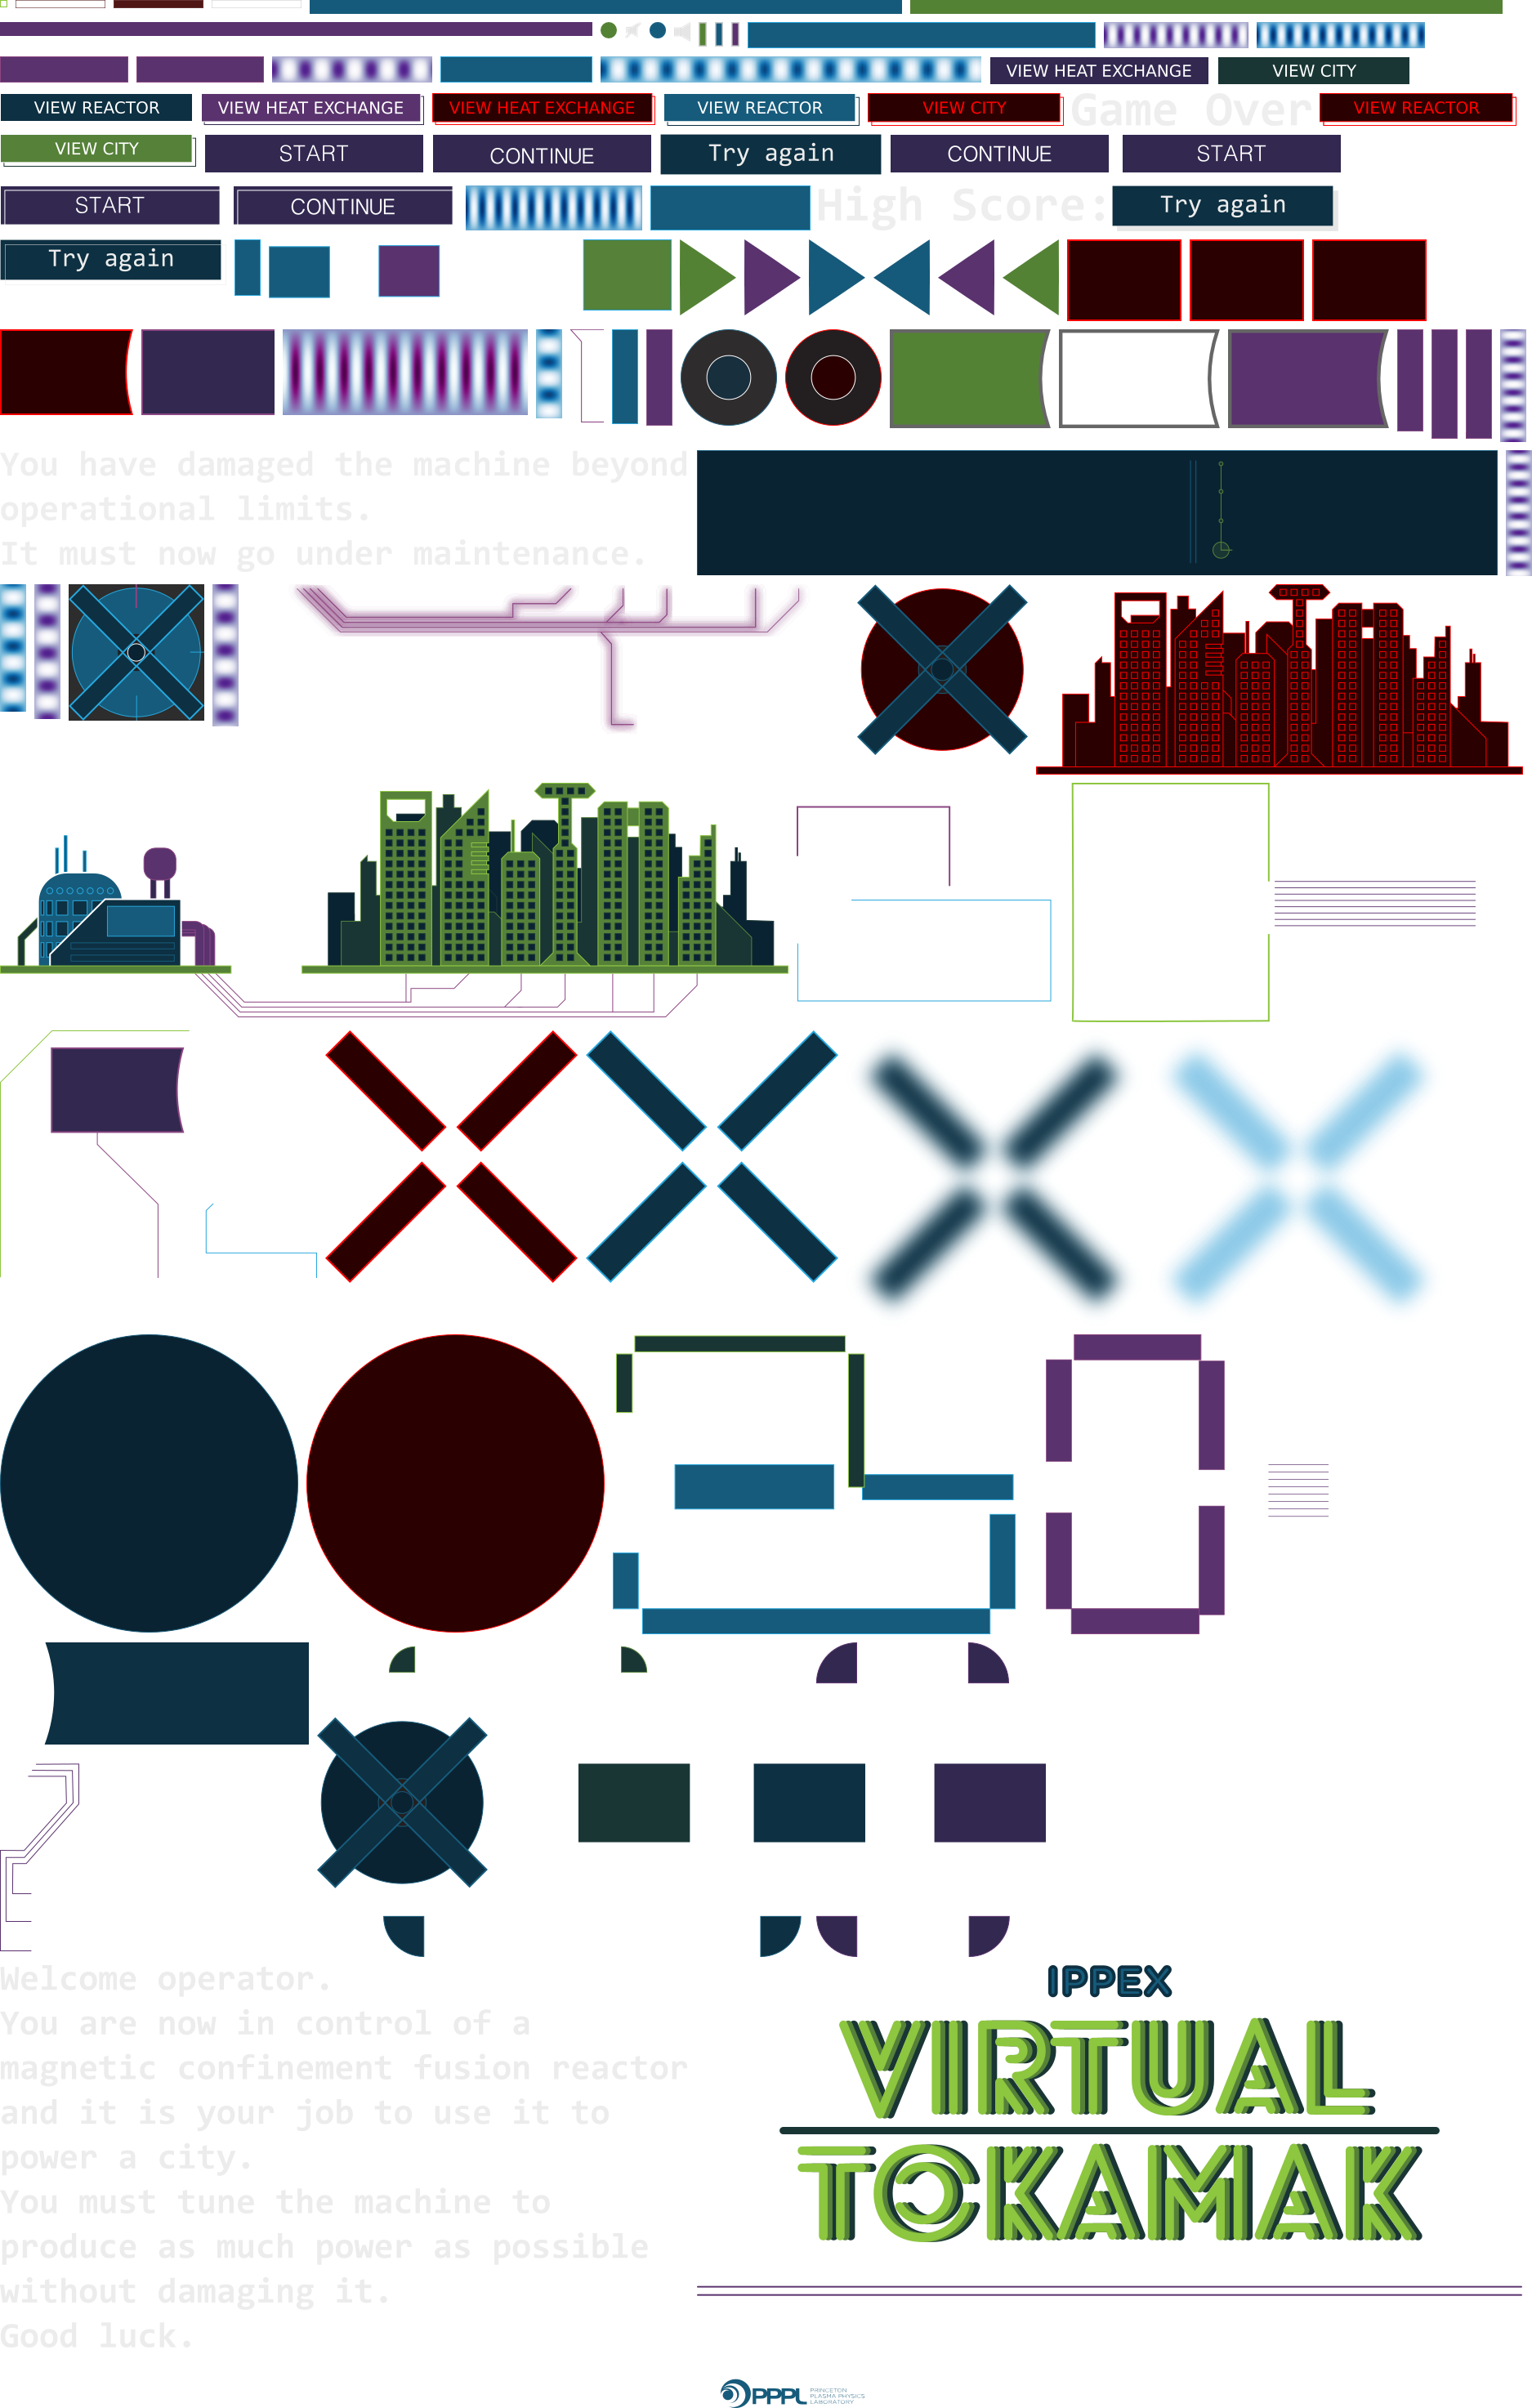 VIEW HEAT EXCHANGE
VIEW CITY
VIEW REACTOR
VIEW HEAT EXCHANGE
VIEW HEAT EXCHANGE
VIEW REACTOR
VIEW CITY
Game Over
VIEW REACTOR
VIEW CITY
START
CONTINUE
Try again
CONTINUE
START
START
CONTINUE
High Score:
Try again
Try again
You have damaged the machine beyond
operational limits.
It must now go under maintenance.
Welcome operator.
You are now in control of a
magnetic confinement fusion reactor
and it is your job to use it to
power a city.
You must tune the machine to
produce as much power as possible
without damaging it.
Good luck.
IPPEX
VIRTUAL
TOKAMAK
PPPL
PRINCETON
PLASMA PHYSICS
LABORATORY